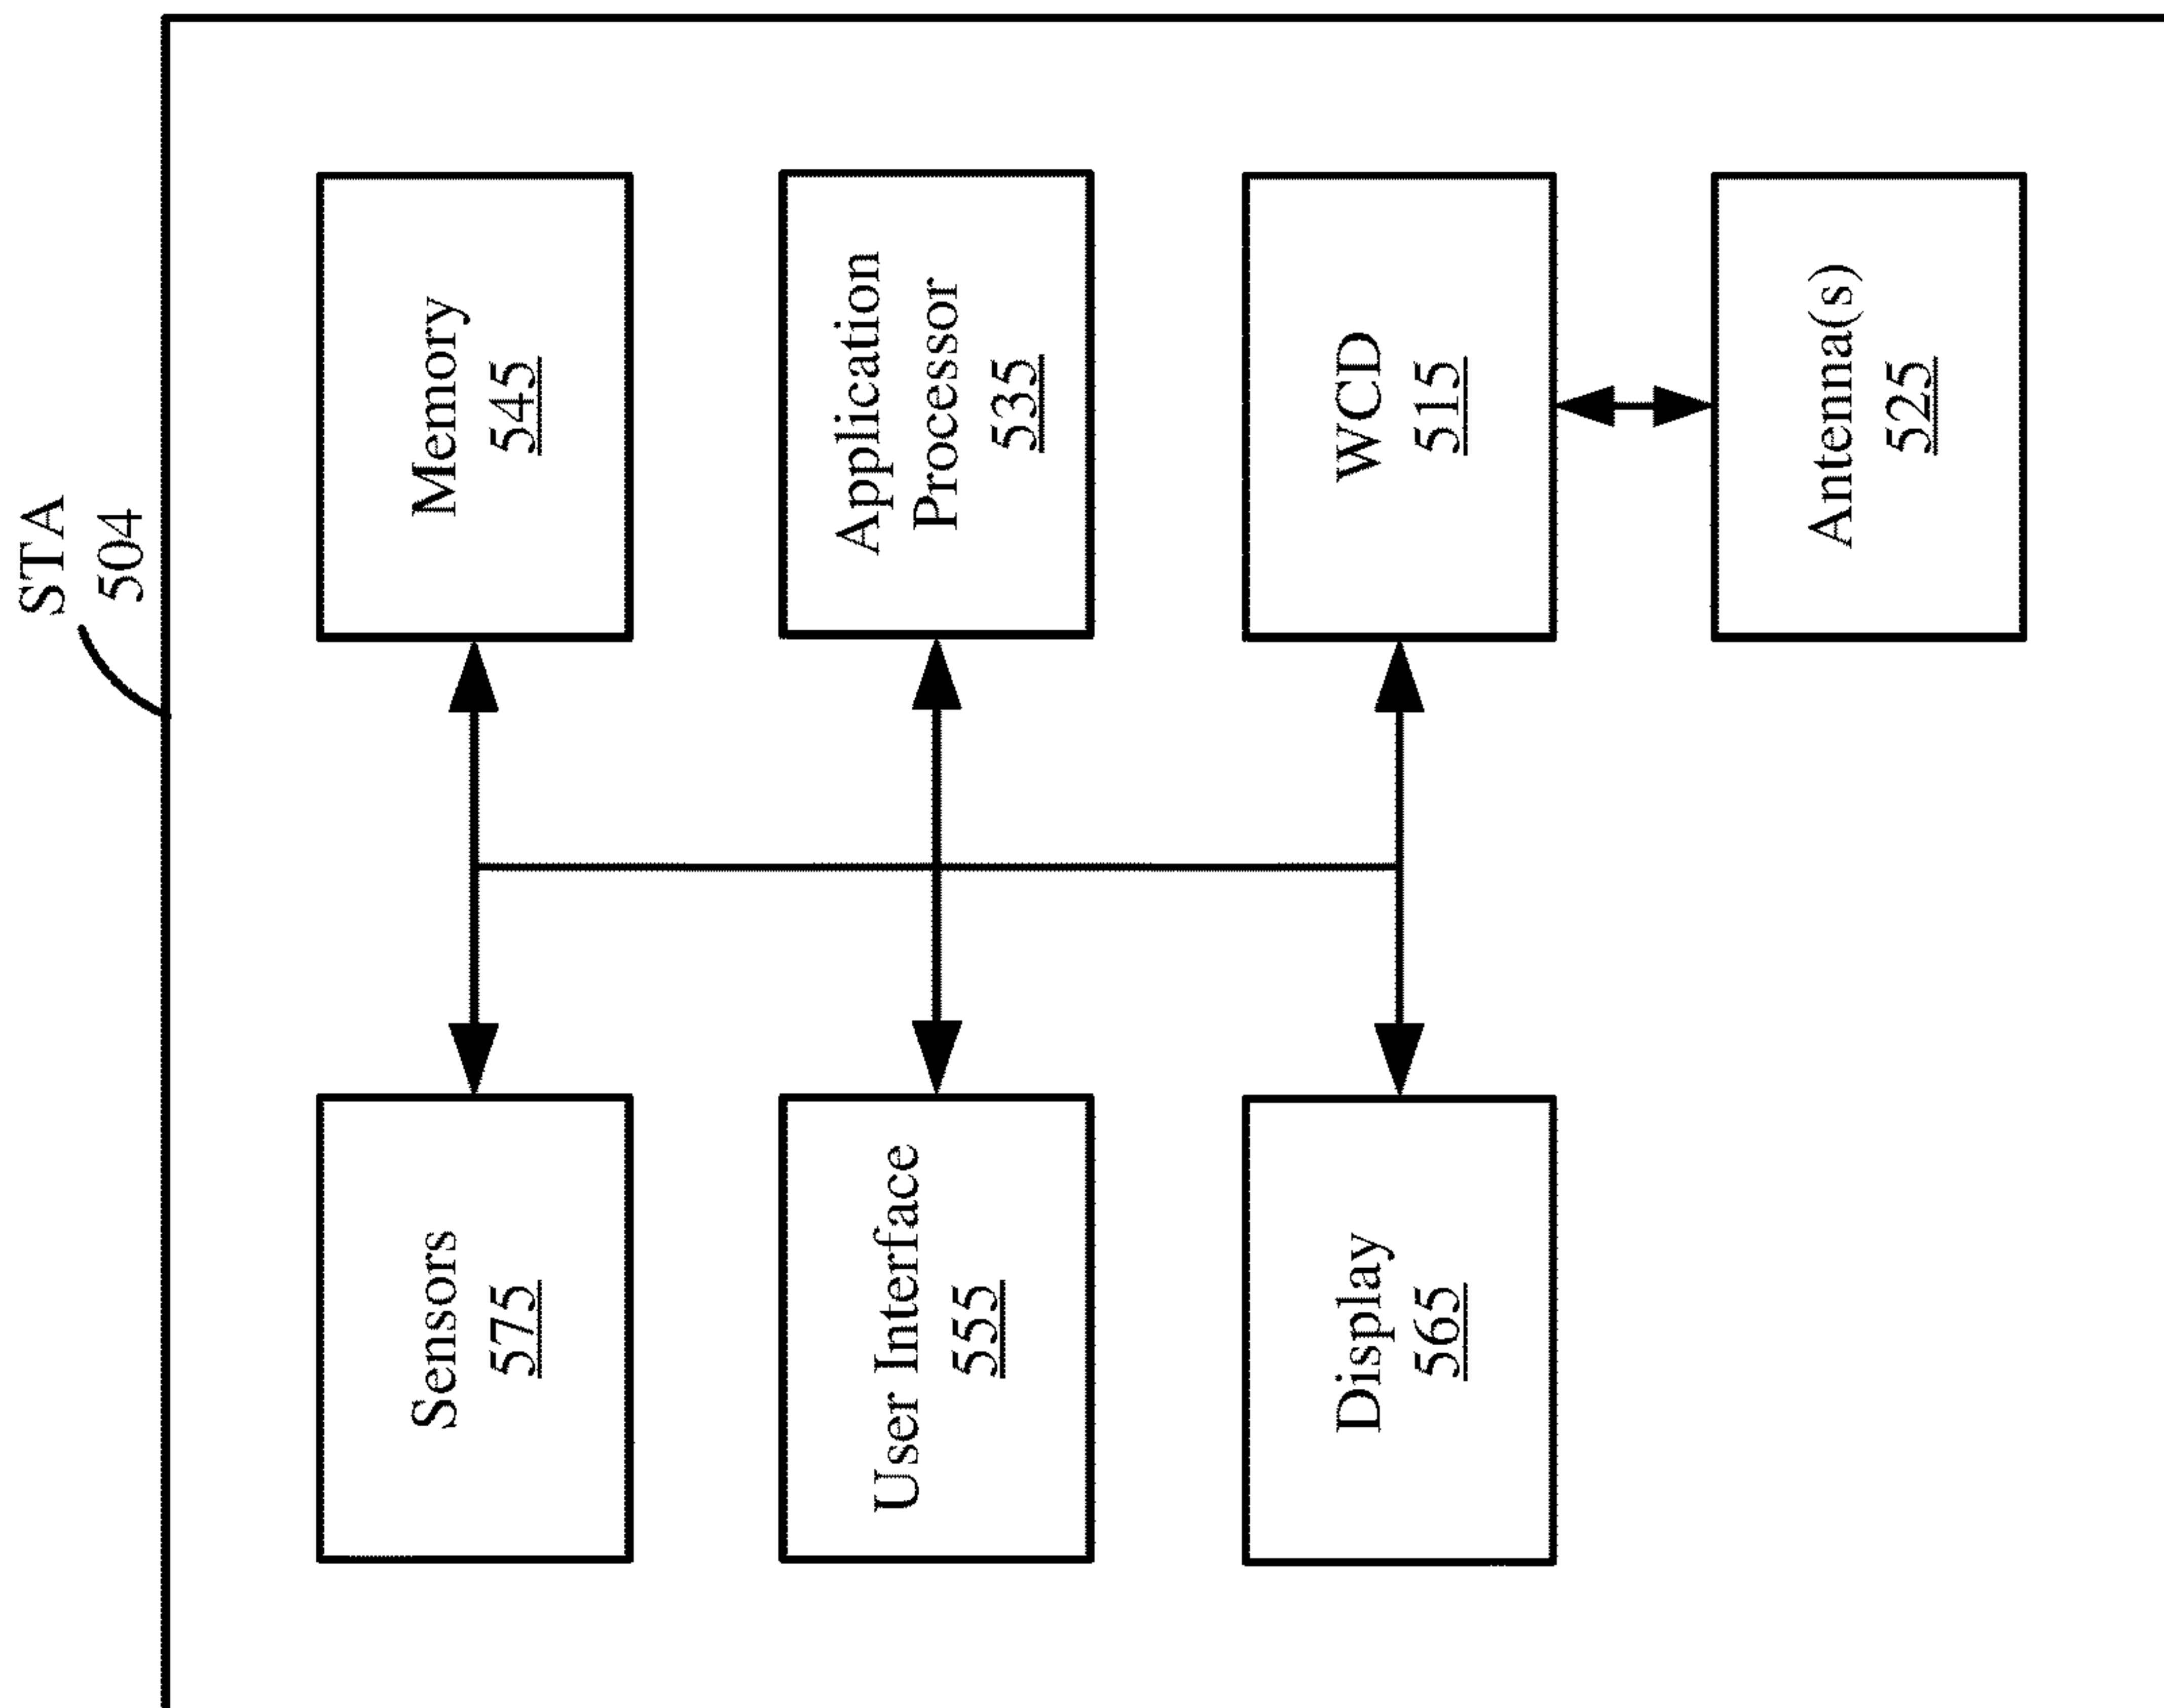 STA
504
Sensors
575
Memory
545
User Interface
555
Application
Processor
535
Display
565
WCD
515
Antenna(s)
525